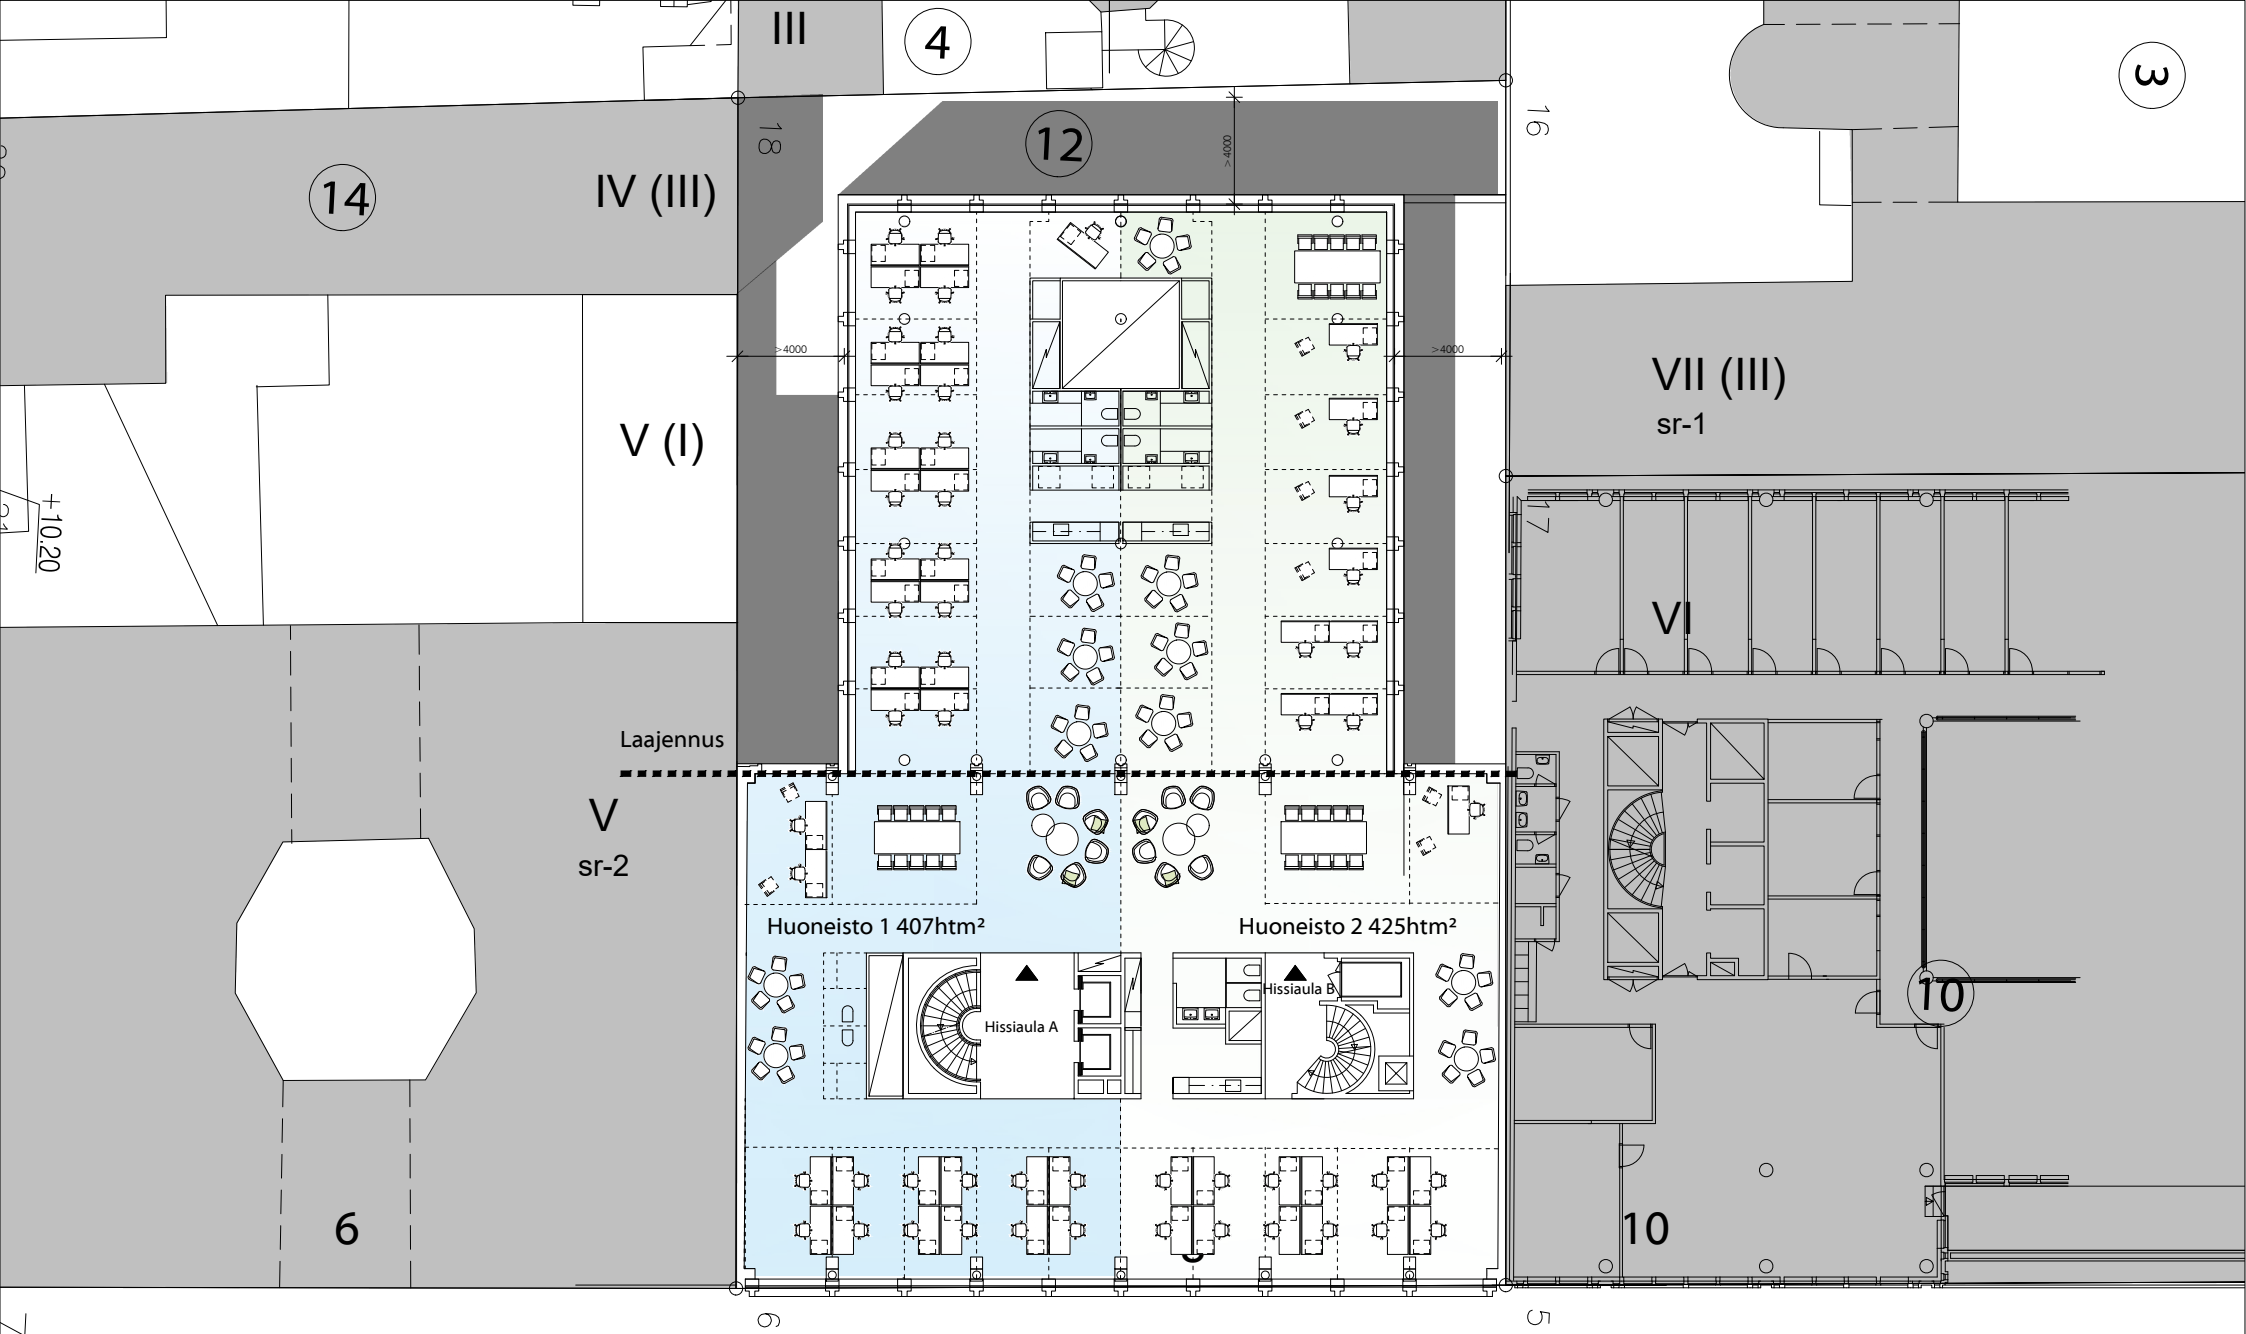 III
4
3
18
12
>4000
16
14
IV (III)
>4000
>4000
VII (III)
sr-1
V (I)
+10.20
17
VI
Laajennus
V
sr-2
Huoneisto 1 407htm²
Huoneisto 2 425htm²
Hissiaula B
Hissiaula A
10
6
10
6
5